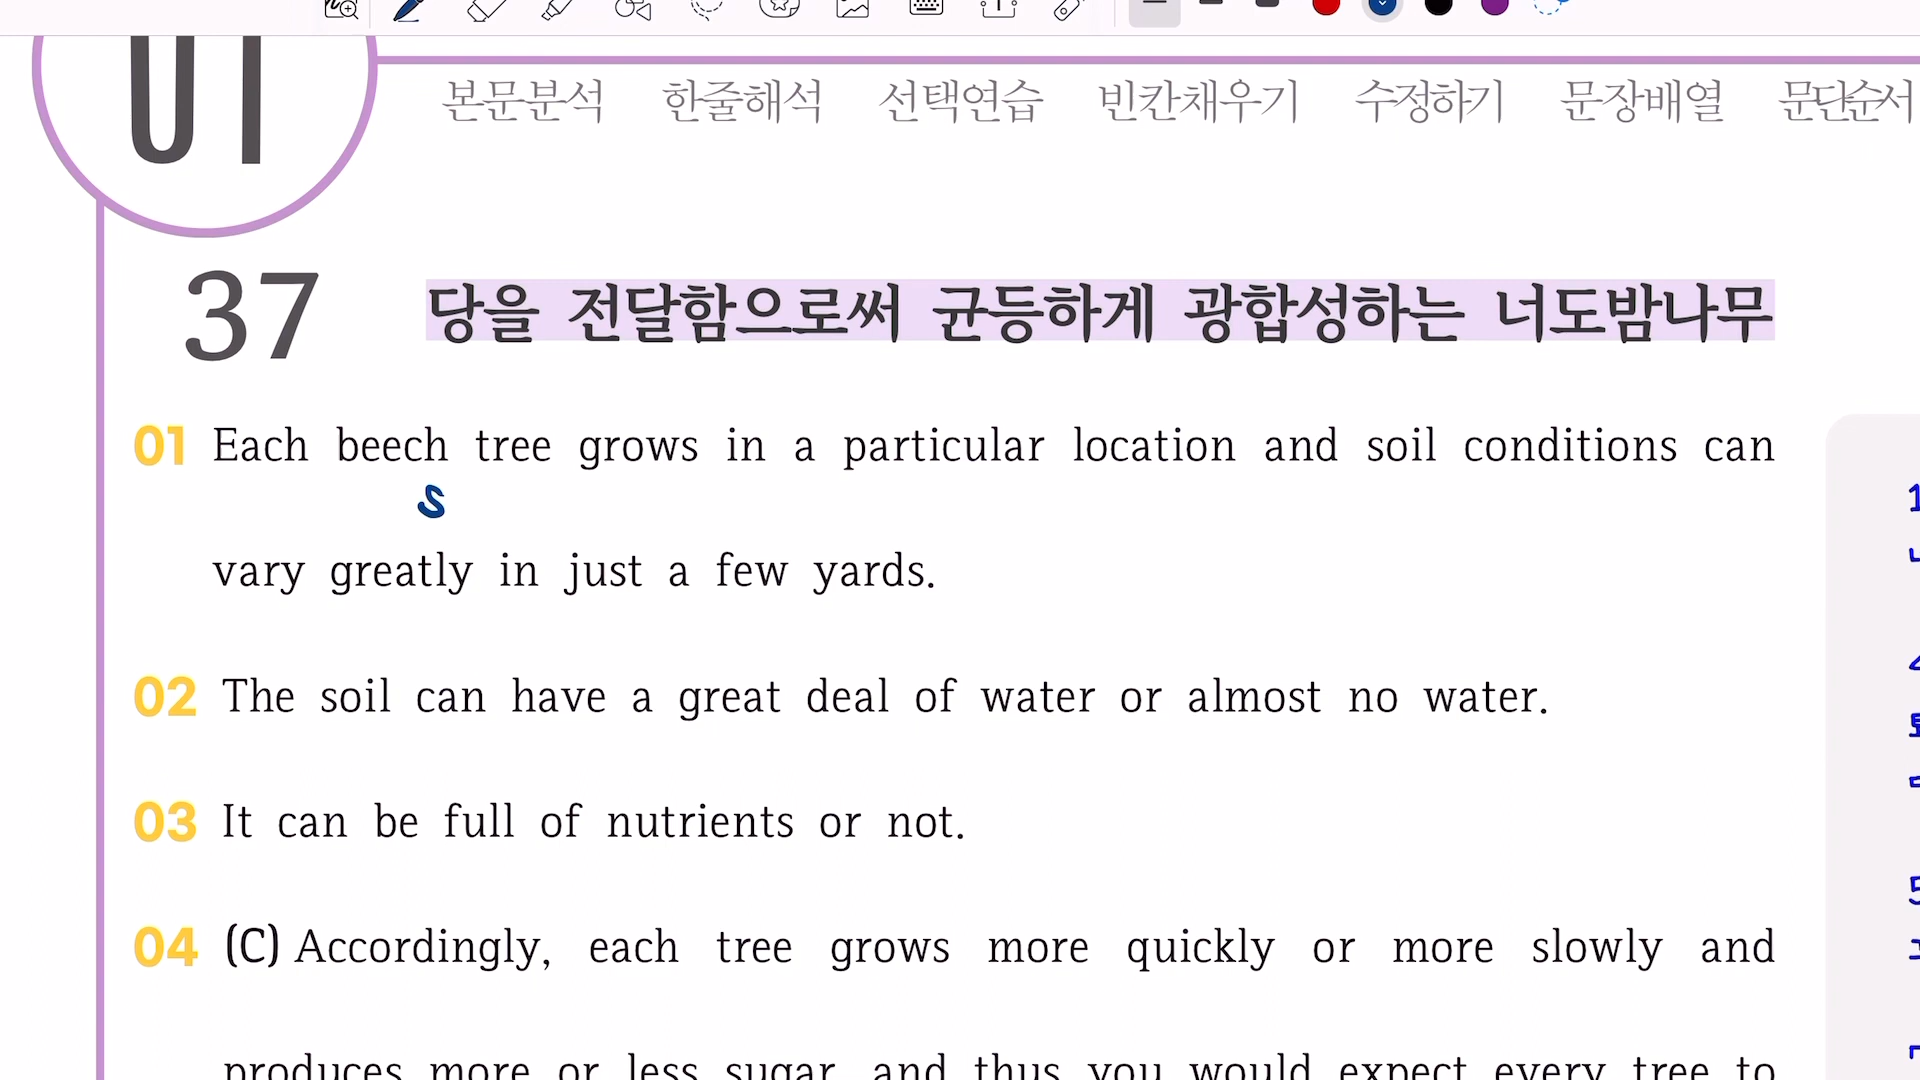 01
본문분석 한줄해석 선택연습 빈칸채우기 수정하기 문장배열 문단순서
37 당을 전달함으로써 균등하게 광합성하는 너도밤나무
01 Each beech tree grows in a particular location and soil conditions can
S
vary greatly in just a few yards.
02 The soil can have a great deal of water or almost no water.
03 It can be full of nutrients or not.
04 (C) Accordingly, each tree grows more quickly or more slowly and
produces more or less sugar, and thus you would expect every tree to